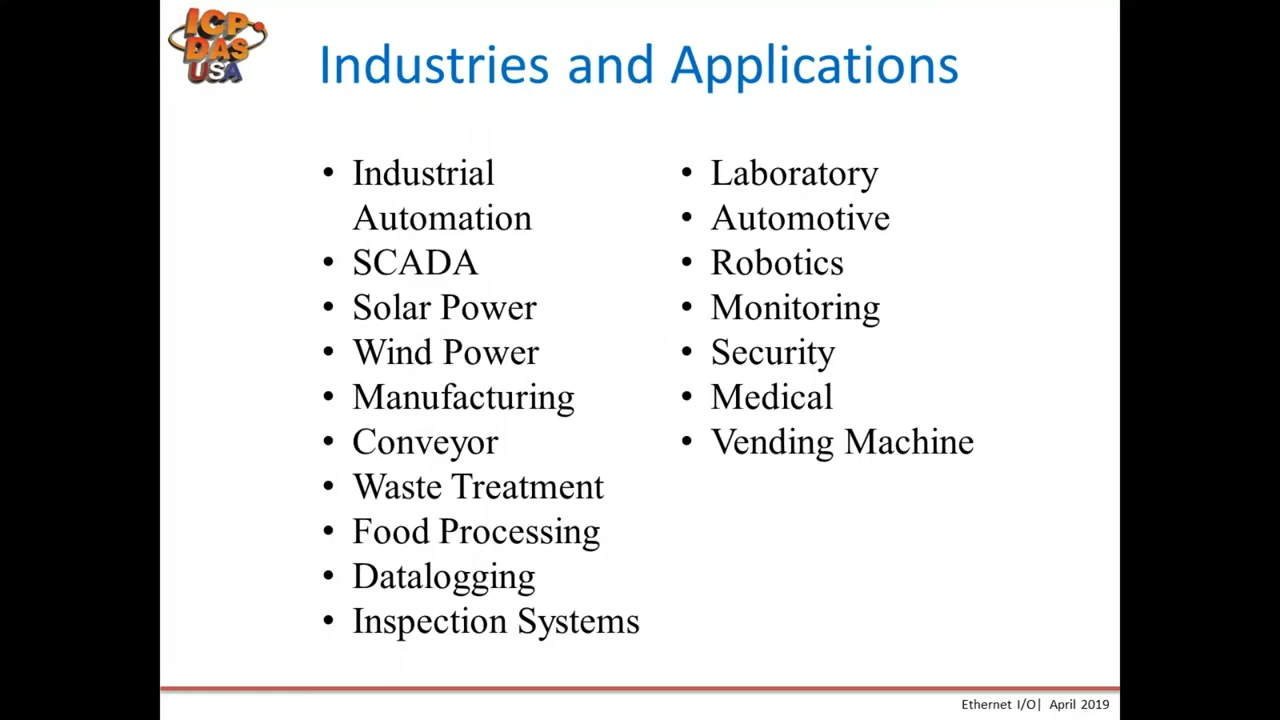 ICP
DAS
USA
Industries and Applications
• Industrial
Automation
• SCADA
• Solar Power
• Wind Power
• Manufacturing
• Conveyor
• Waste Treatment
• Food Processing
• Datalogging
• Inspection Systems
• Laboratory
• Automotive
• Robotics
• Monitoring
• Security
• Medical
• Vending Machine
Ethernet I/O| April 2019